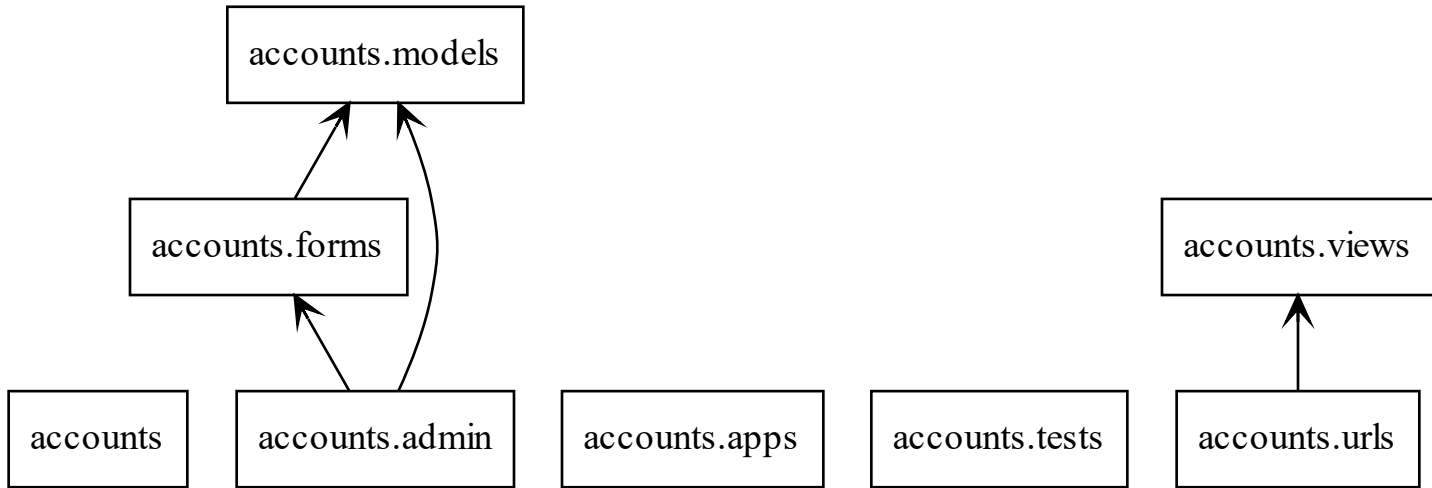 accounts.models
accounts.forms
accounts.views
accounts
accounts.admin
accounts.apps
accounts.tests
accounts.urls